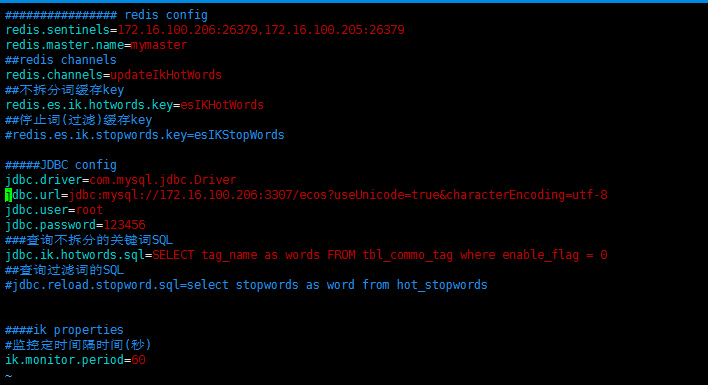 ################ redis config
redis.sentinels=172.16.100.206:26379,172.16.100.205:26379
redis.master.name=mymaster
##redis channels
redis.channels=updateIkHotWords
##不拆分词缓存key
redis.es.ik.hotwords.key=esIKHotWords
##停止词(过滤)缓存key
#redis.es.ik.stopwords.key=esIKStopWords
#####JDBC config
jdbc.driver=com.mysql.jdbc.Driver
jdbc.url=jdbc:mysql://172.16.100.206:3307/ecos?useUnicode=true&characterEncoding=utf-8
jdbc.user=root
jdbc.password=123456
###查询不拆分的关键词SQL
jdbc.ik.hotwords.sql=SELECT tag_name as words FROM tbl_commo_tag where enable_flag = 0
##查询过滤词的SQL
#jdbc.reload.stopword.sql=select stopwords as word from hot_stopwords
####ik properties
#监控定时间隔时间(秒)
ik.monitor.period=60
~